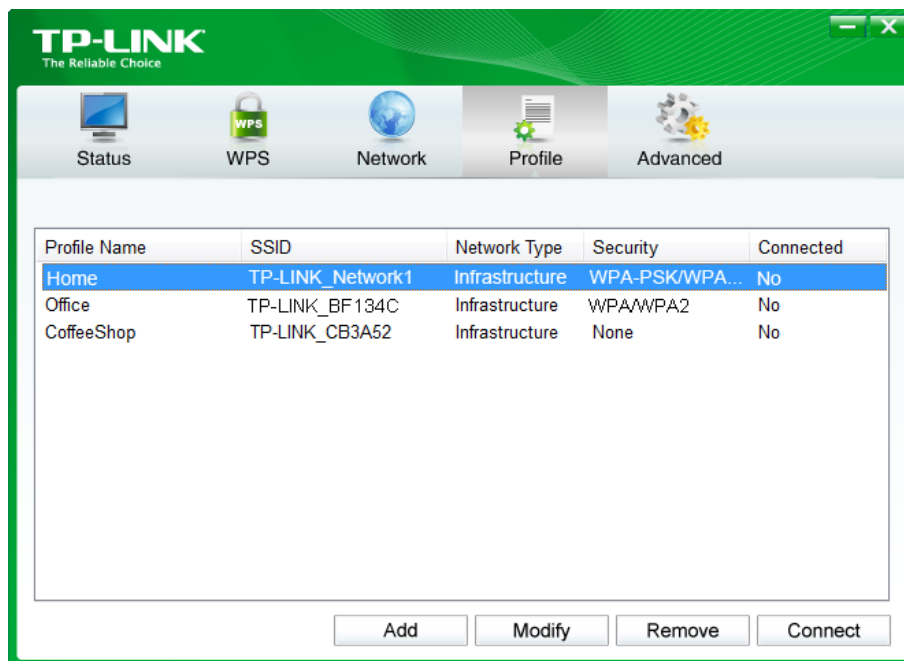 TP-LINK
The Reliable Choice
WPS
Status WPS Network Profile Advanced
Profile Name SSID Network Type Security Connected
Home TP-LINK_Network1 Infrastructure WPA-PSK/WPA... No
Office TP-LINK_BF134C Infrastructure WPA/WPA2 No
CoffeeShop TP-LINK_CB3A52 Infrastructure None No
Add Modify Remove Connect